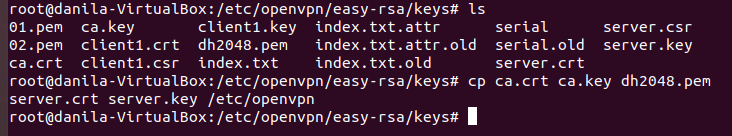 root@danila-VirtualBox:/etc/openvpn/easy-rsa/keys# ls
01.pem ca.key client1.key index.txt.attr serial server.csr
02.pem client1.crt dh2048.pem index.txt.attr.old serial.old server.key
ca.crt client1.csr index.txt index.txt.old server.crt
root@danila-VirtualBox:/etc/openvpn/easy-rsa/keys# cp ca.crt ca.key dh2048.pem
server.crt server.key /etc/openvpn
root@danila-VirtualBox:/etc/openvpn/easy-rsa/keys#